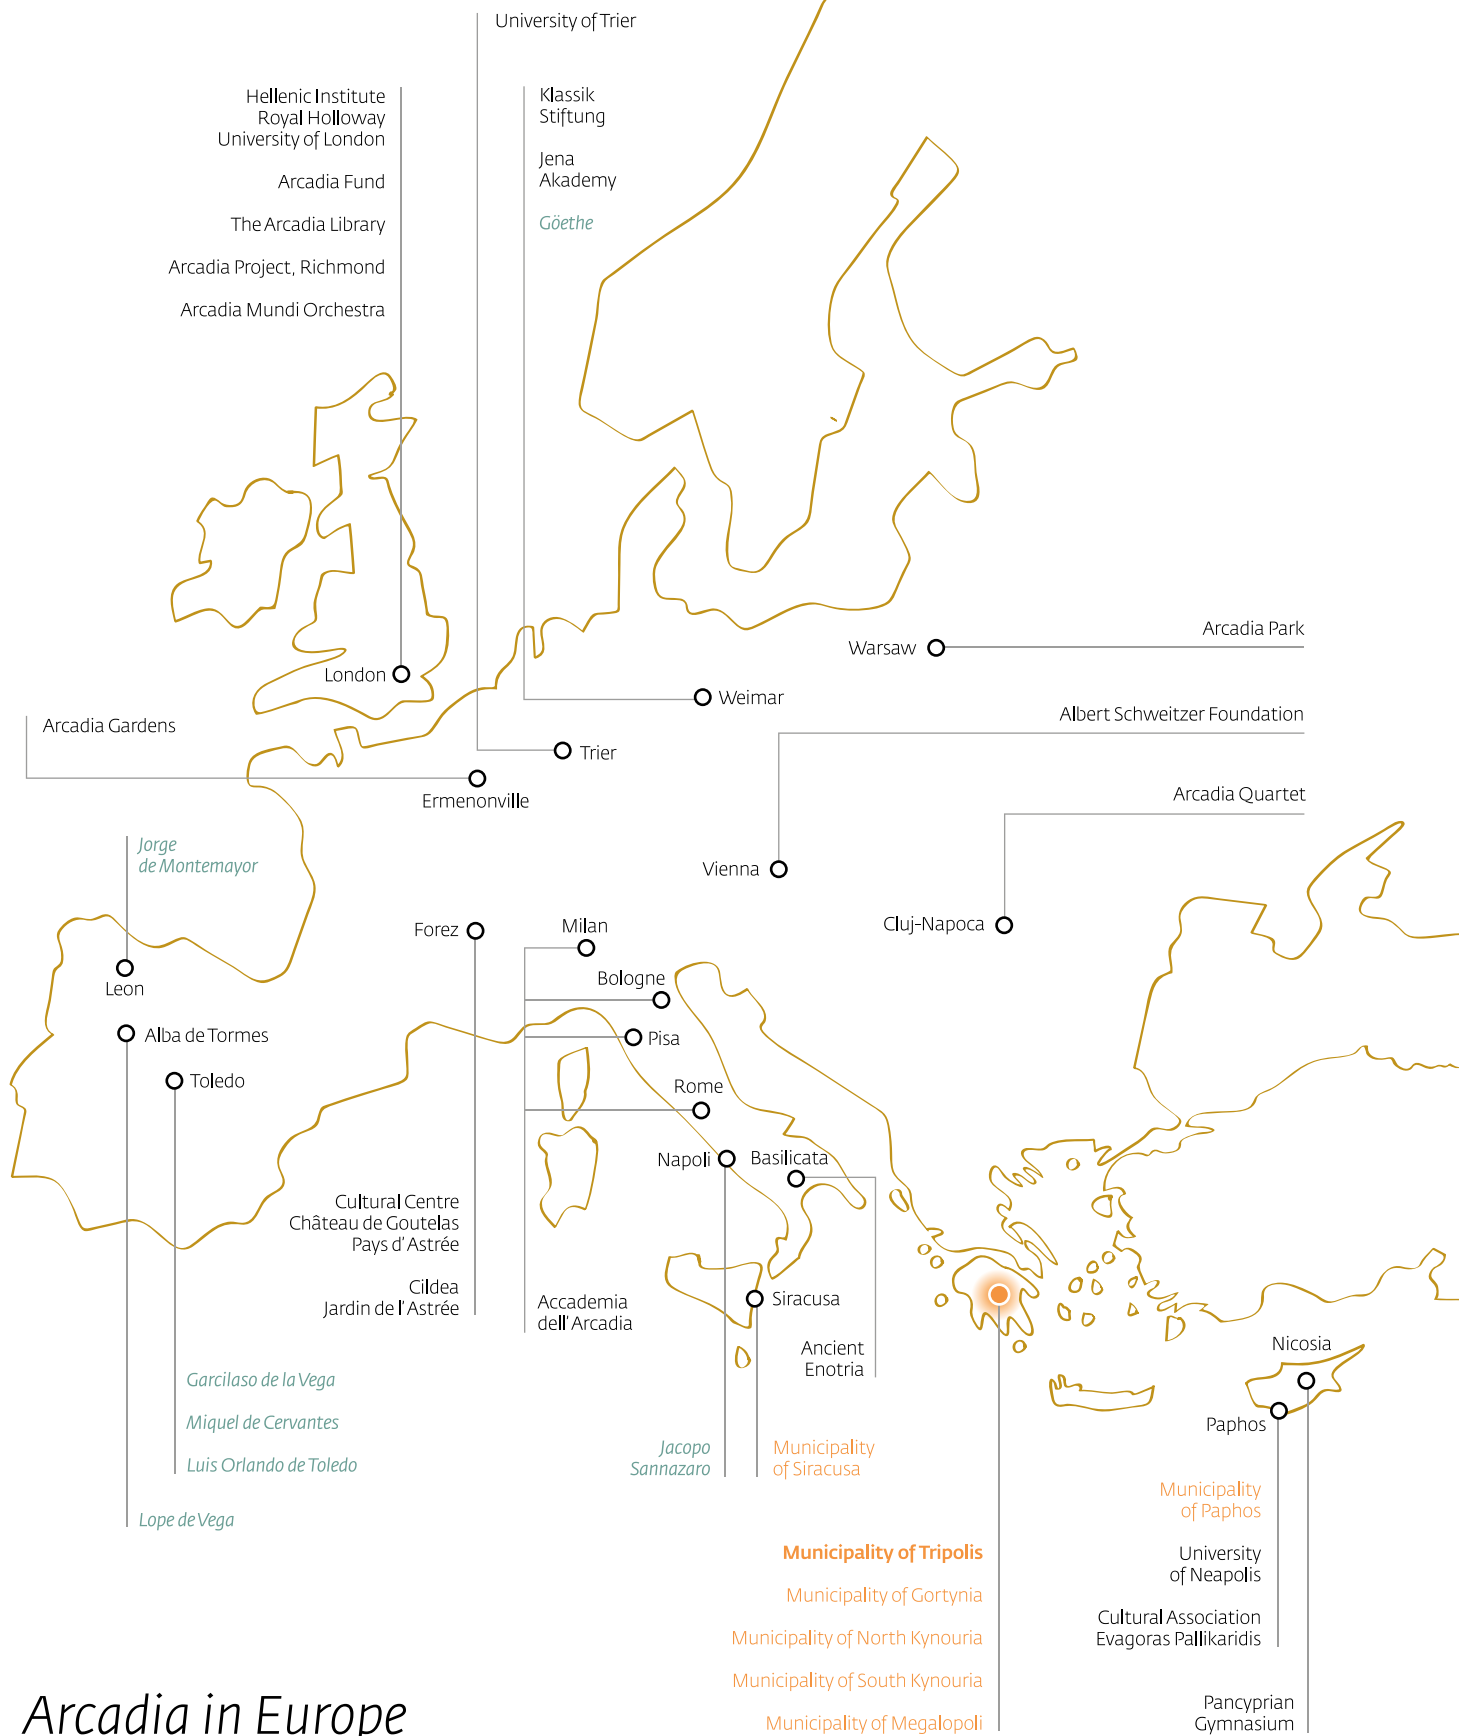 University of Trier
Hellenic Institute
Royal Holloway
University of London
Arcadia Fund
The Arcadia Library
Arcadia Project, Richmond
Arcadia Mundi Orchestra
Klassik
Stiftung
Jena
Akademy
Göethe
Arcadia Park
Warsaw
London
Weimar
Albert Schweitzer Foundation
Arcadia Gardens
Trier
Ermenonville
Arcadia Quartet
Jorge
de Montemayor
Vienna
Cluj-Napoca
Forez
Milan
Bologne
Leon
Alba de Tormes
Pisa
Toledo
Rome
Napoli
Basilicata
Cultural Centre
Château de Goutelas
Pays d'Astrée
Cildea
Jardin de l'Astrée
Accademia
dell'Arcadia
Siracusa
Ancient
Enotria
Nicosia
Paphos
Garcilaso de la Vega
Miquel de Cervantes
Luis Orlando de Toledo
Lope de Vega
Jacopo
Sannazaro
Municipality
of Siracusa
Municipality
of Paphos
University
of Neapolis
Cultural Association
Evagoras Pallikaridis
Pancyprian
Gymnasium
Municipality of Tripolis
Municipality of Gortynia
Municipality of North Kynouria
Municipality of South Kynouria
Municipality of Megalopoli
Arcadia in Europe